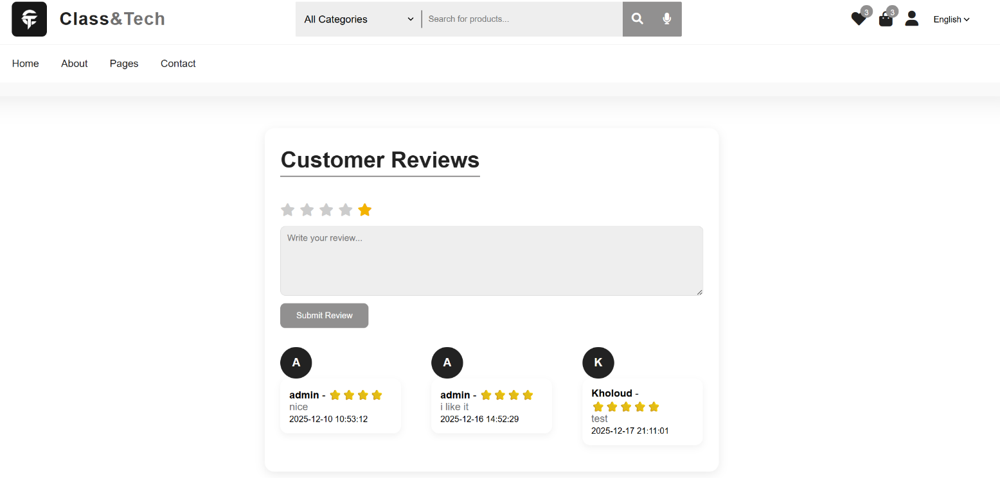 Class&Tech
All Categories
Search for products...
3
3
English
Home
About
Pages
Contact
Customer Reviews
Write your review...
Submit Review
A
admin -
nice
2025-12-10 10:53:12
A
admin -
i like it
2025-12-16 14:52:29
K
Kholoud -
test
2025-12-17 21:11:01